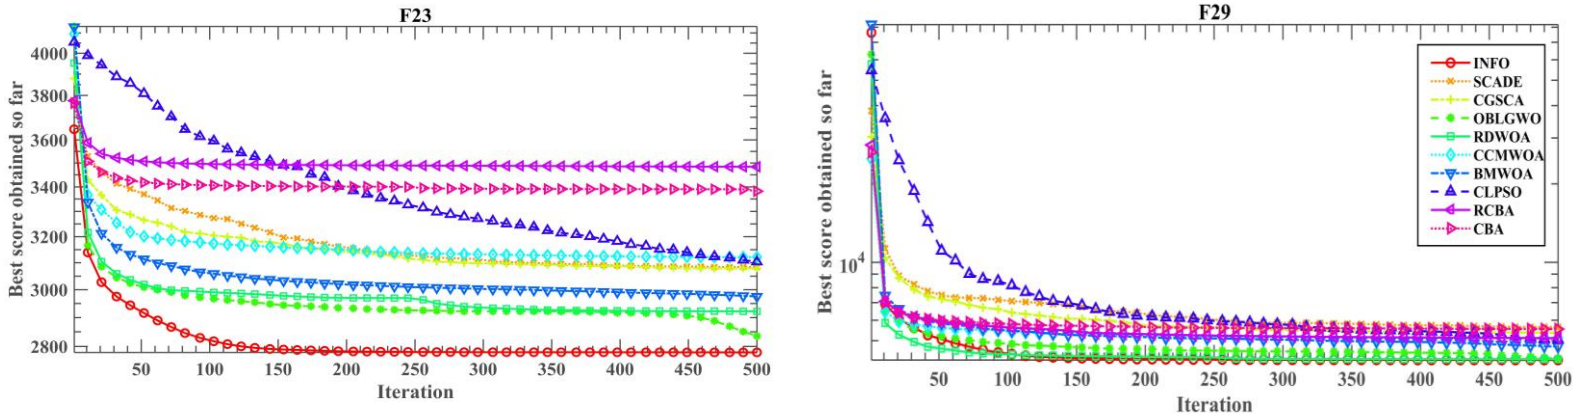 F23
Best score obtained so far
4000
3800
3600
3400
3200
3000
2800
50 100 150 200 250 300 350 400 450 500
Iteration
F29
Best score obtained so far
10^4
50 100 150 200 250 300 350 400 450 500
Iteration
INFO
SCADE
CGSCA
OBLGWO
RDWOA
CCMWOA
BMWOA
CLPSO
RCBA
CBA